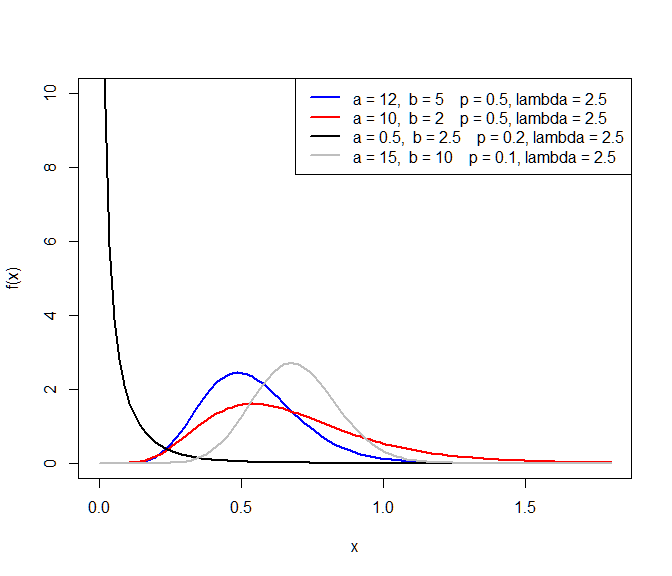 a = 12, b = 5 p = 0.5, lambda = 2.5
a = 10, b = 2 p = 0.5, lambda = 2.5
a = 0.5, b = 2.5 p = 0.2, lambda = 2.5
a = 15, b = 10 p = 0.1, lambda = 2.5
10
8
6
4
2
0
f(x)
0.0 0.5 1.0 1.5
x